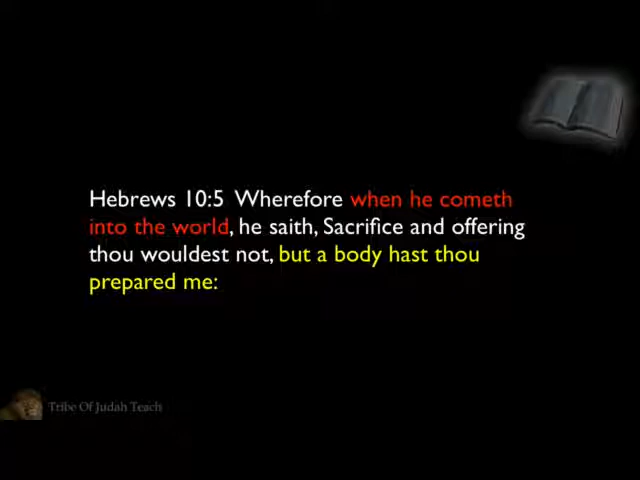 Hebrews 10:5 Wherefore when he cometh
into the world, he saith, Sacrifice and offering
thou wouldest not, but a body hast thou
prepared me:
Tribe Of Judah Teach